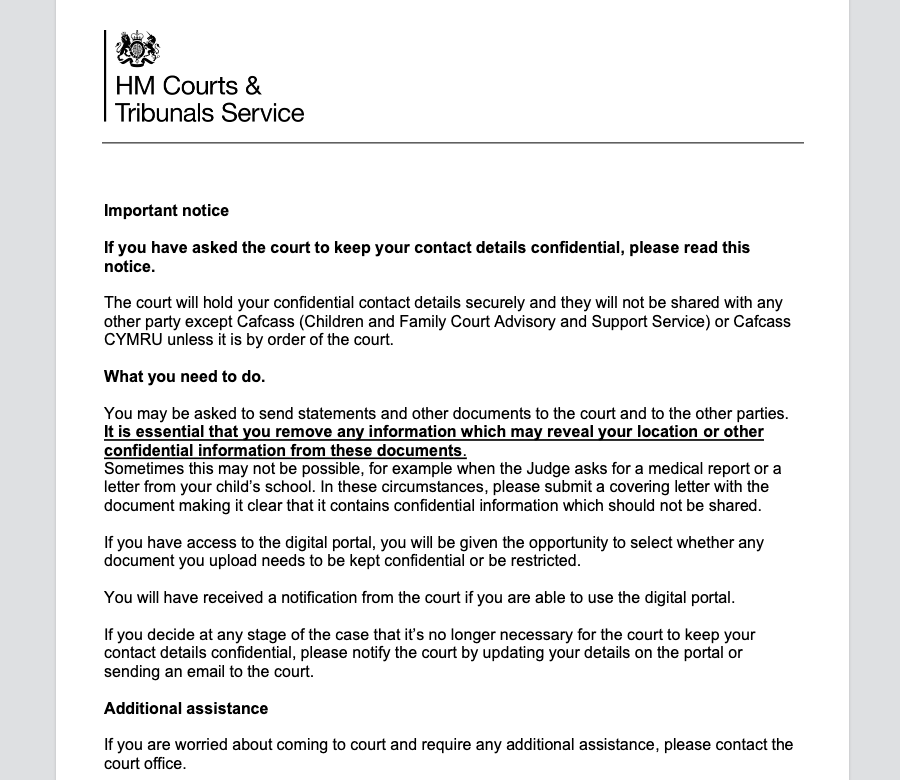 HM Courts &
Tribunals Service
Important notice
If you have asked the court to keep your contact details confidential, please read this
notice.
The court will hold your confidential contact details securely and they will not be shared with any
other party except Cafcass (Children and Family Court Advisory and Support Service) or Cafcass
CYMRU unless it is by order of the court.
What you need to do.
You may be asked to send statements and other documents to the court and to the other parties.
It is essential that you remove any information which may reveal your location or other
confidential information from these documents.
Sometimes this may not be possible, for example when the Judge asks for a medical report or a
letter from your child’s school. In these circumstances, please submit a covering letter with the
document making it clear that it contains confidential information which should not be shared.
If you have access to the digital portal, you will be given the opportunity to select whether any
document you upload needs to be kept confidential or be restricted.
You will have received a notification from the court if you are able to use the digital portal.
If you decide at any stage of the case that it’s no longer necessary for the court to keep your
contact details confidential, please notify the court by updating your details on the portal or
sending an email to the court.
Additional assistance
If you are worried about coming to court and require any additional assistance, please contact the
court office.